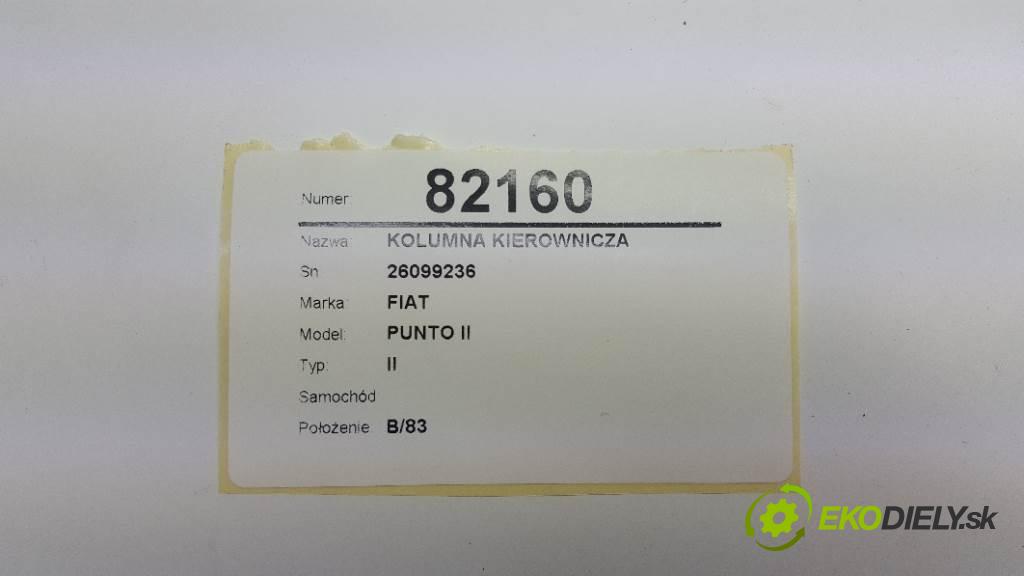 Numer: 82160
Nazwa: KOLUMNA KIEROWNICZA
Sn 26099236
Marka: FIAT
Model: PUNTO II
Typ: II
Samochód
Położenie: B/83
EKODIELY.sk